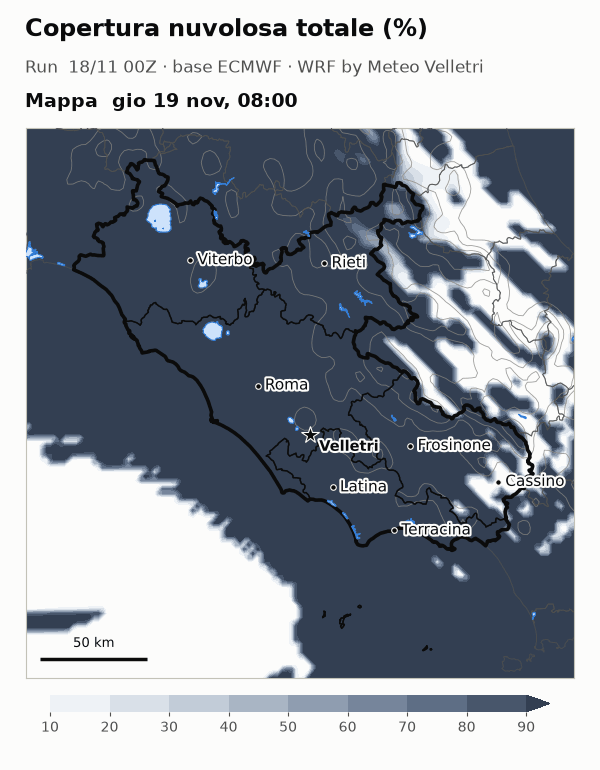 Copertura nuvolosa totale (%)
Run 18/11 00Z · base ECMWF · WRF by Meteo Velletri
Mappa gio 19 nov, 08:00
Viterbo
Rieti
Roma
Velletri
Frosinone
Cassino
Latina
Terracina
50 km
10 20 30 40 50 60 70 80 90